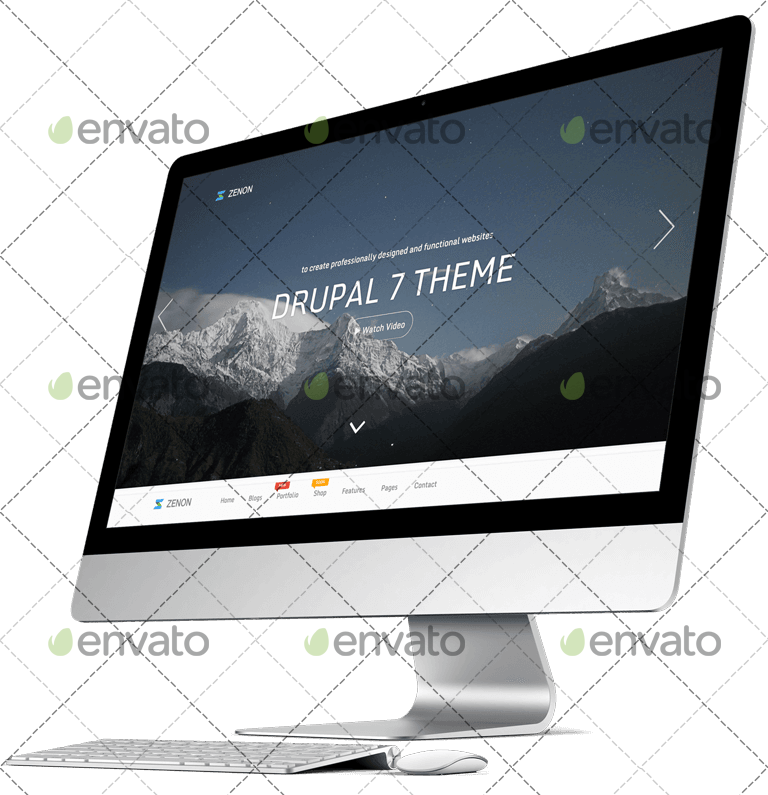 envato envato envato
ZENON
to create professionally designed and functional websites
DRUPAL 7 THEME
Watch Video
envato envato envato
ZENON Home Blogs Portfolio Shop Features Pages Contact
envato envato envato